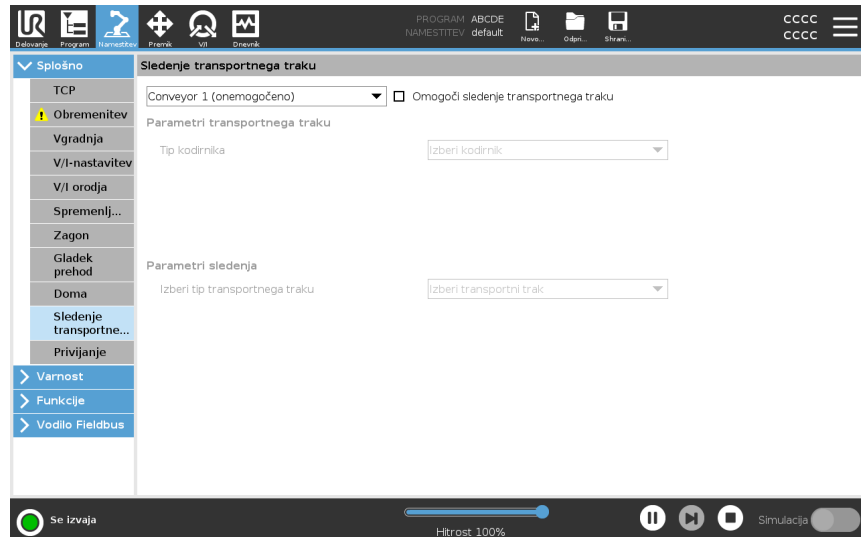 PROGRAM ABCDE
NAMESTITEV default
CCCC
CCCC
Delovanje Program Namestitev Premik V/I Dnevnik Novo... Odpri... Shrani...
Splošno
Sledenje transportnega traku
TCP
Conveyor 1 (onemogočeno)
Omogoči sledenje transportnega traku
Obremenitev
Parametri transportnega traku
Vgradnja
Tip kodirnika
Izberi kodirnik
V/I-nastavitev
V/I orodja
Spremenlj...
Zagon
Gladek
prehod
Parametri sledenja
Doma
Izberi tip transportnega traku
Izberi transportni trak
Sledenje
transportne...
Privijanje
Varnost
Funkcije
Vodilo Fieldbus
Se izvaja
Hitrost 100%
Simulacija